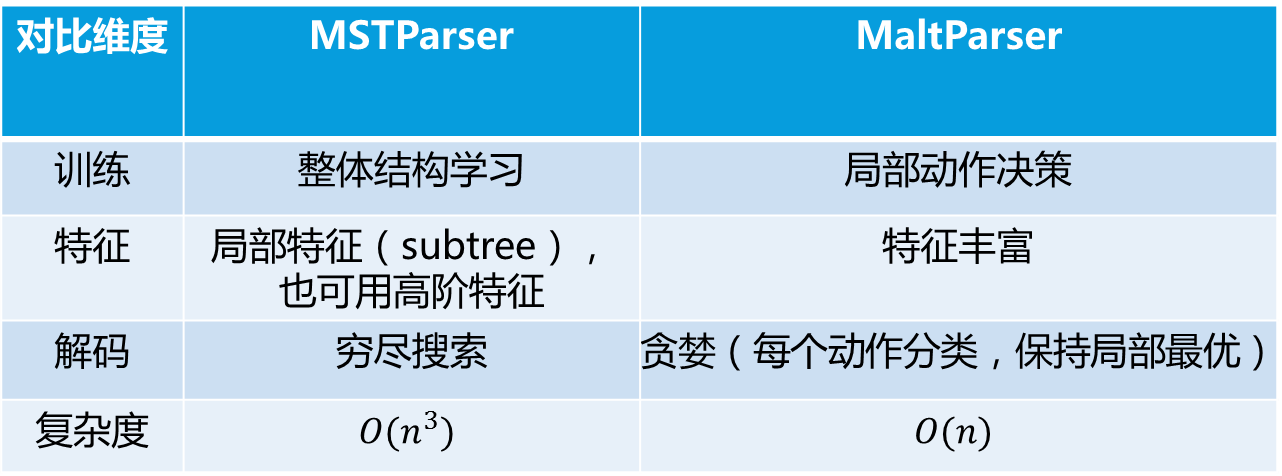 对比维度 MSTParser MaltParser
训练 整体结构学习 局部动作决策
特征 局部特征（subtree），
也可用高阶特征 特征丰富
解码 穷尽搜索 贪婪（每个动作分类，保持局部最优）
复杂度 O(n³) O(n)